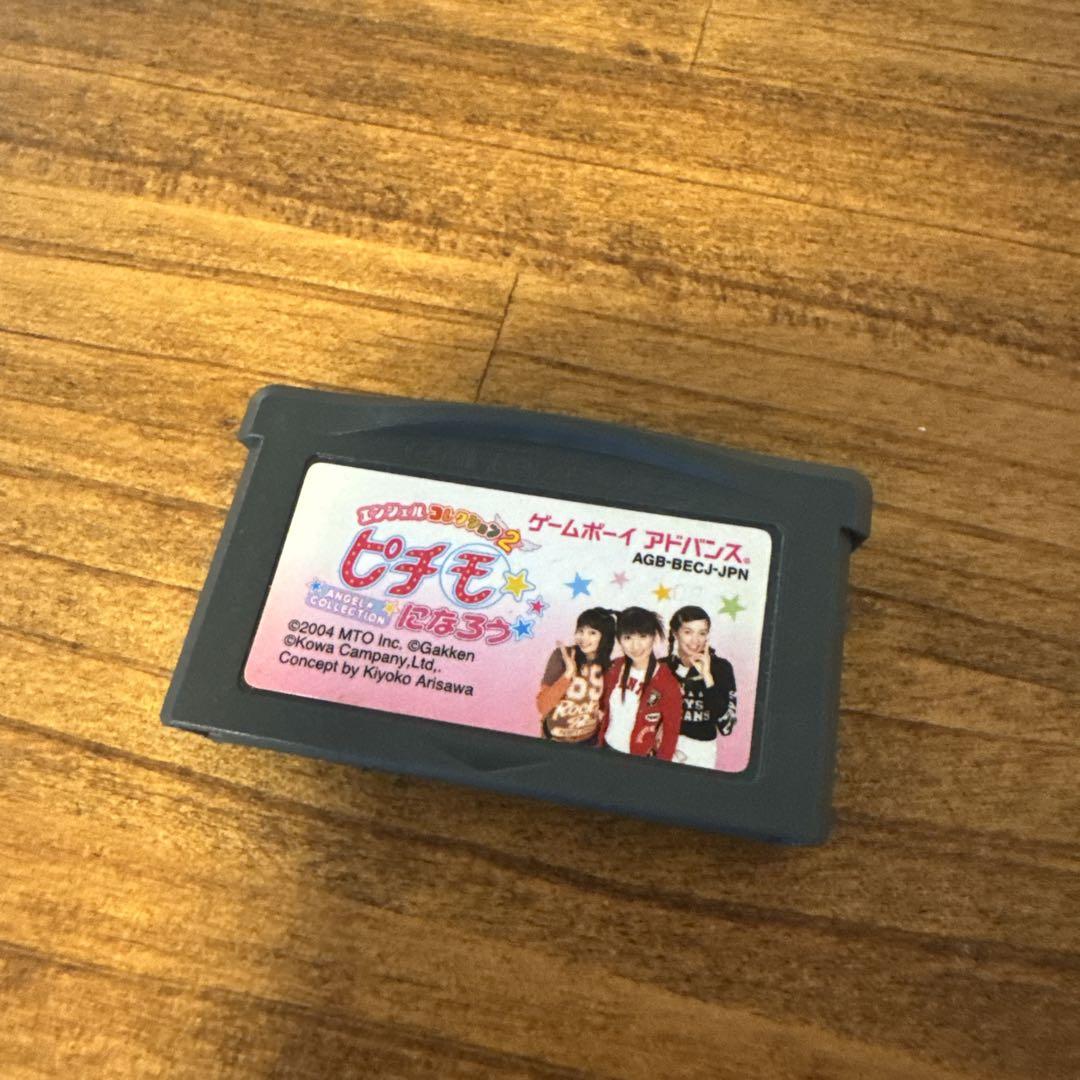 エンジェルコレクション2
ピチモ
になろう
ANGEL★
COLLECTION
ゲームボーイ アドバンス®
AGB-BECJ-JPN
©2004 MTO Inc. ©Gakken
©Kowa Campany,Ltd,.
Concept by Kiyoko Arisawa